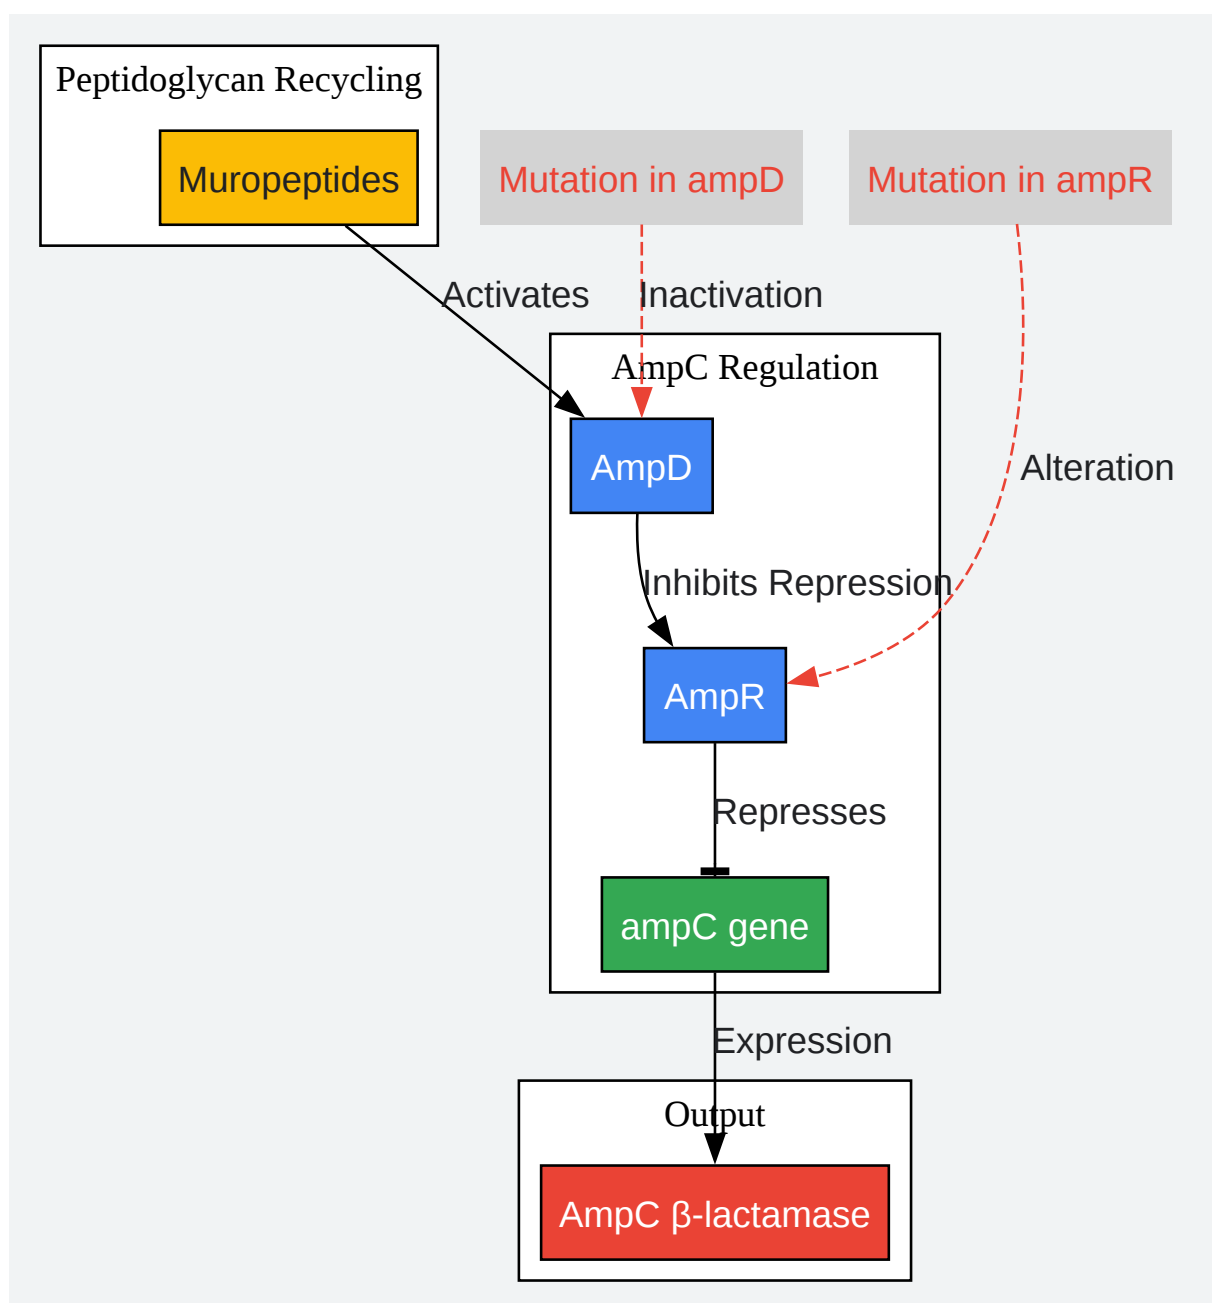 Peptidoglycan Recycling
Muropeptides
Mutation in ampD
Mutation in ampR
Activates
Inactivation
AmpC Regulation
AmpD
Alteration
Inhibits Repression
AmpR
Represses
ampC gene
Expression
Output
AmpC β-lactamase